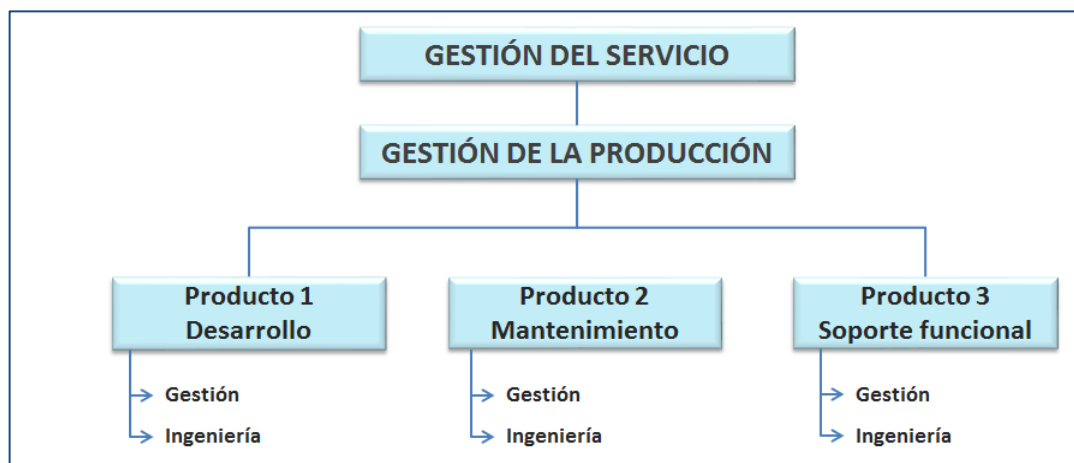 GESTIÓN DEL SERVICIO
GESTIÓN DE LA PRODUCCIÓN
Producto 1
Desarrollo
Gestión
Ingeniería
Producto 2
Mantenimiento
Gestión
Ingeniería
Producto 3
Soporte funcional
Gestión
Ingeniería